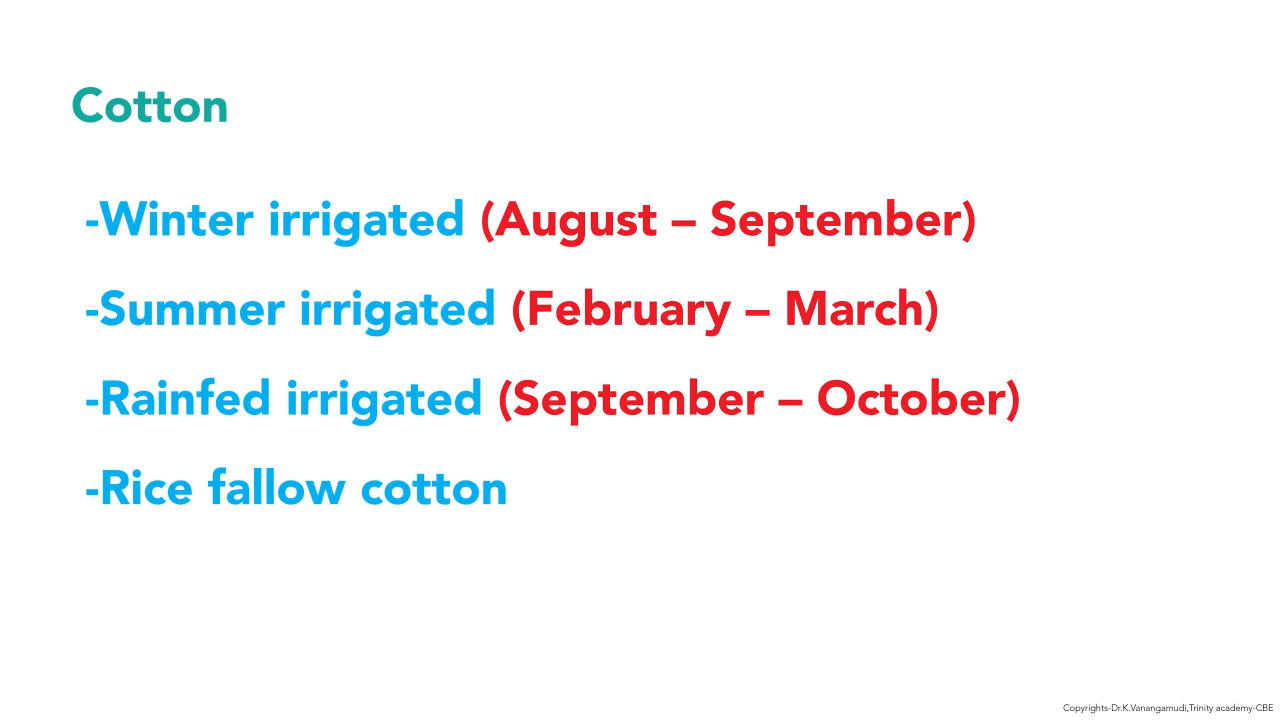 Cotton
-Winter irrigated (August – September)
-Summer irrigated (February – March)
-Rainfed irrigated (September – October)
-Rice fallow cotton
Copyrights-Dr.K.Vanangamudi,Trinity academy-CBE